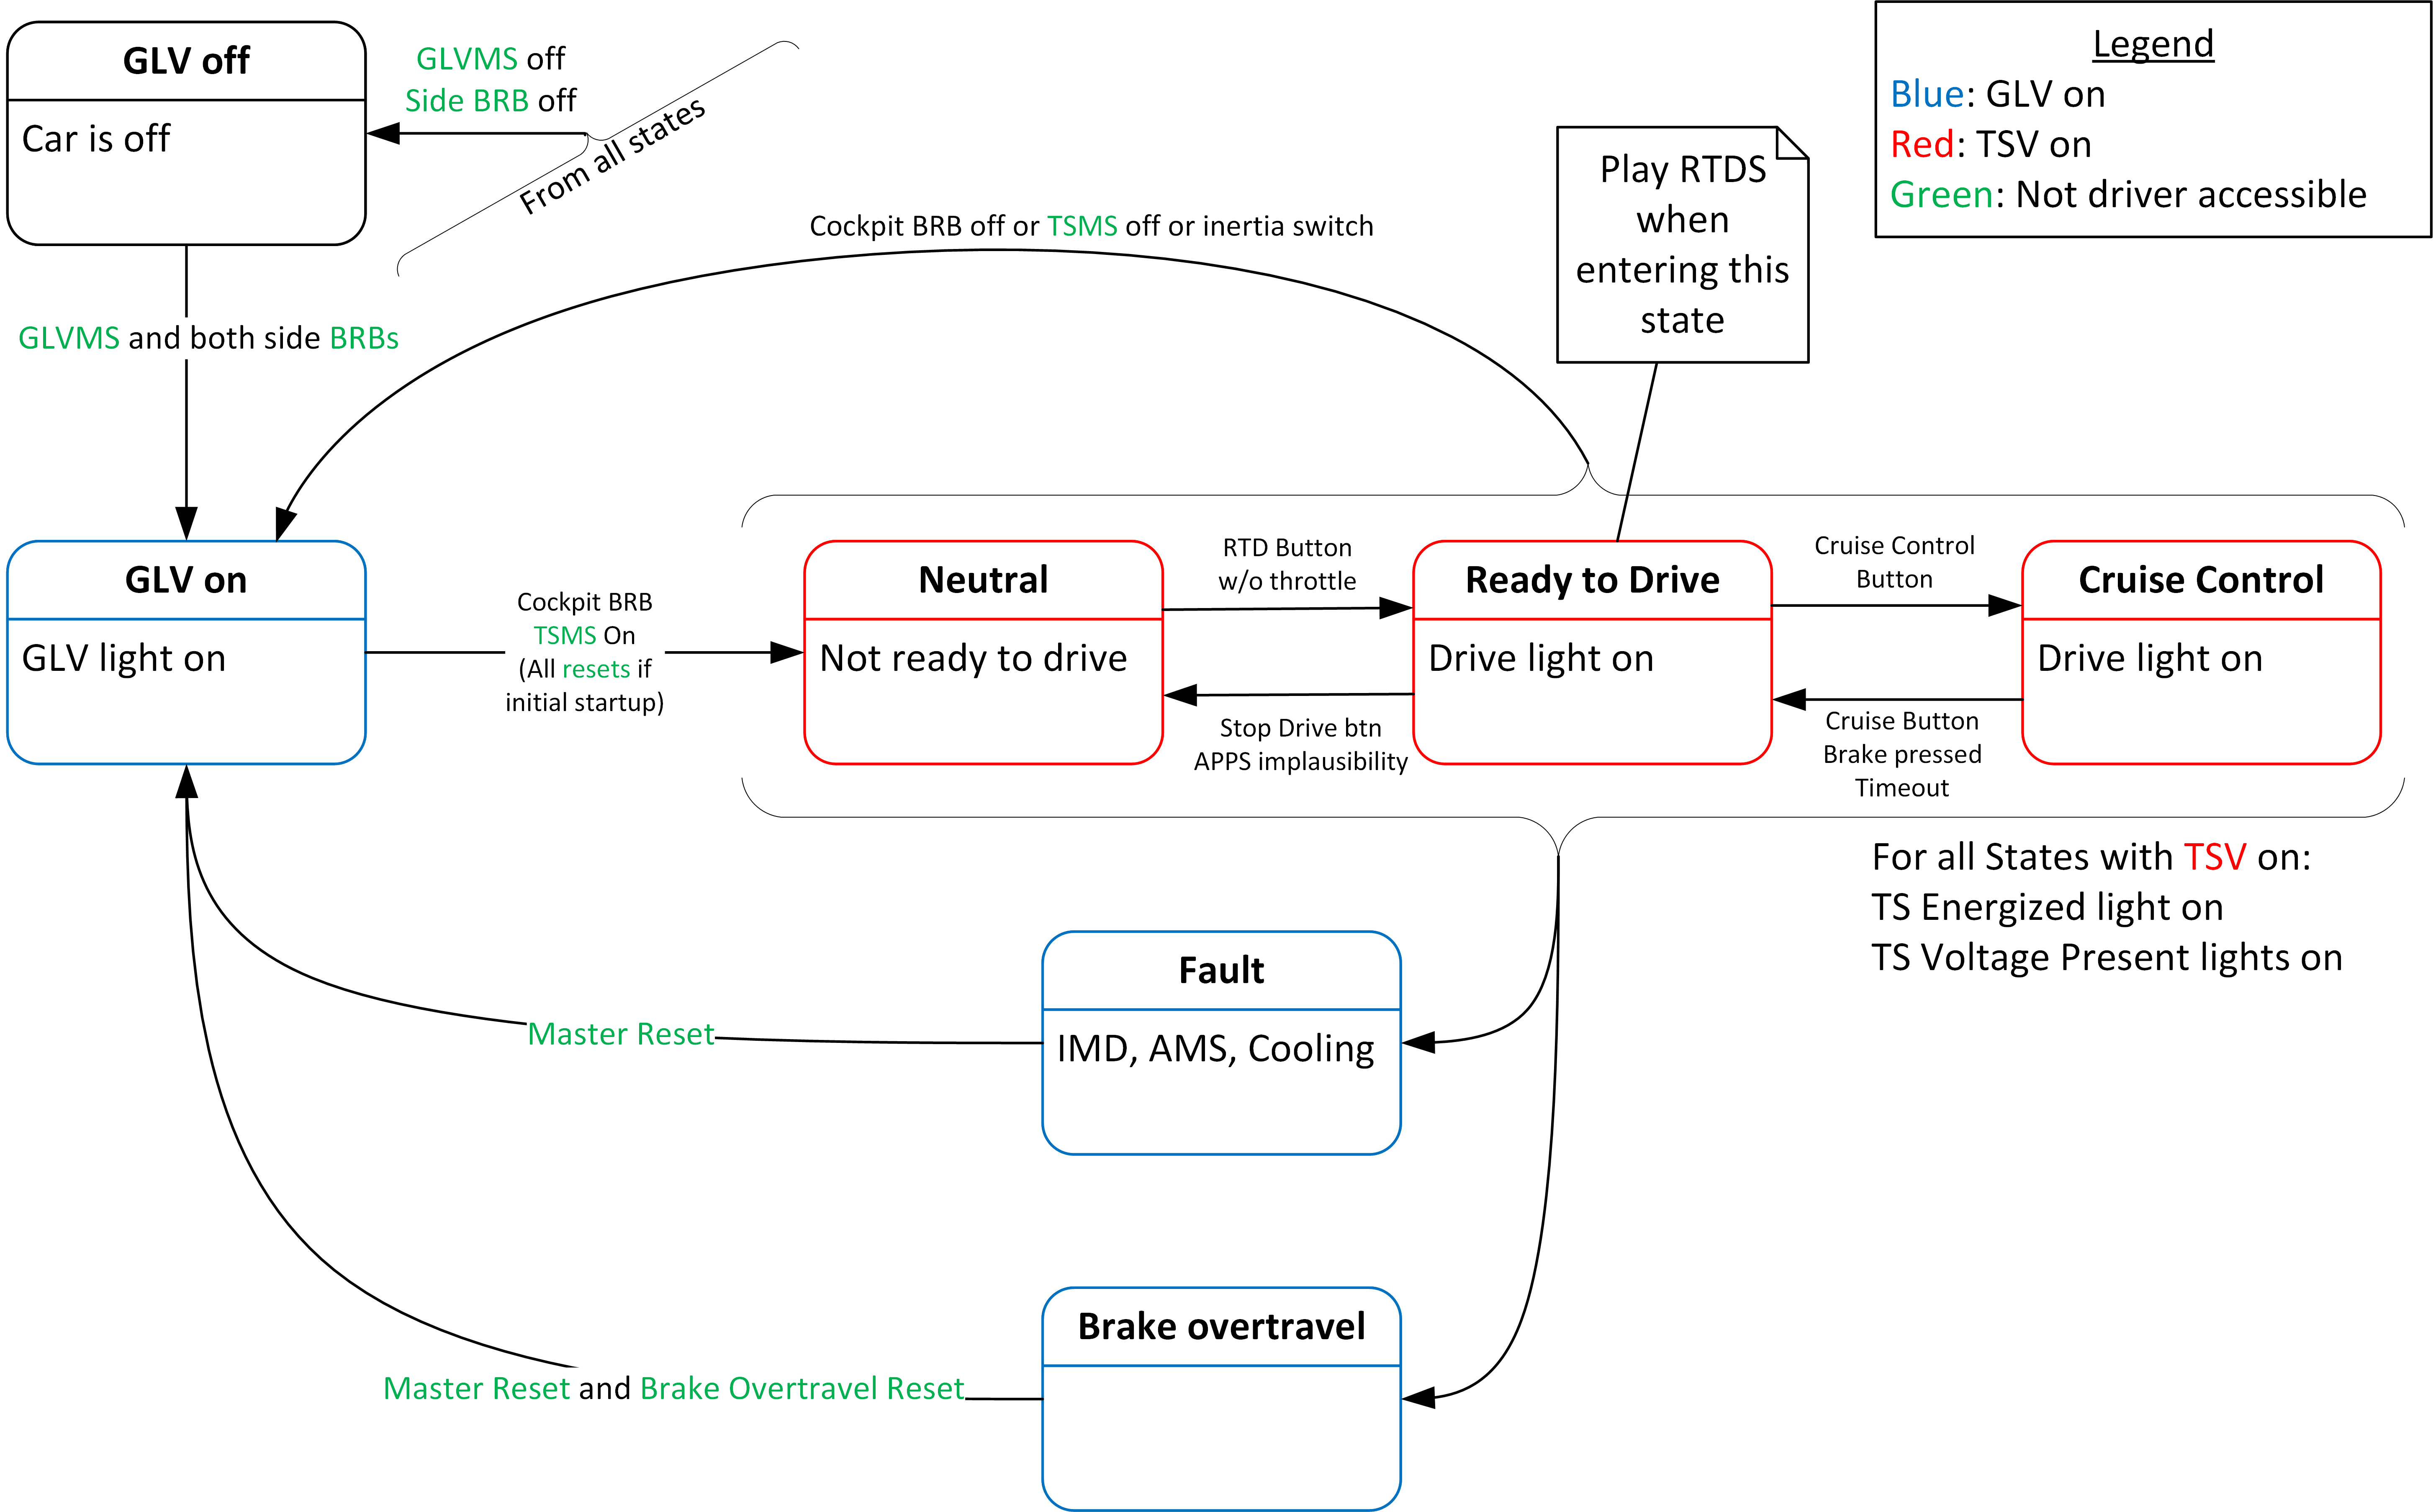 GLV off
Car is off
GLVMS off
Side BRB off
From all states
Legend
Blue: GLV on
Red: TSV on
Green: Not driver accessible
Play RTDS
when
entering this
state
Cockpit BRB off or TSMS off or inertia switch
GLVMS and both side BRBs
GLV on
GLV light on
Cockpit BRB
TSMS On
(All resets if
initial startup)
Neutral
Not ready to drive
RTD Button
w/o throttle
Stop Drive btn
APPS implausibility
Ready to Drive
Drive light on
Cruise Control
Button
Cruise Button
Brake pressed
Timeout
Cruise Control
Drive light on
For all States with TSV on:
TS Energized light on
TS Voltage Present lights on
Fault
IMD, AMS, Cooling
Master Reset
Brake overtravel
Master Reset and Brake Overtravel Reset